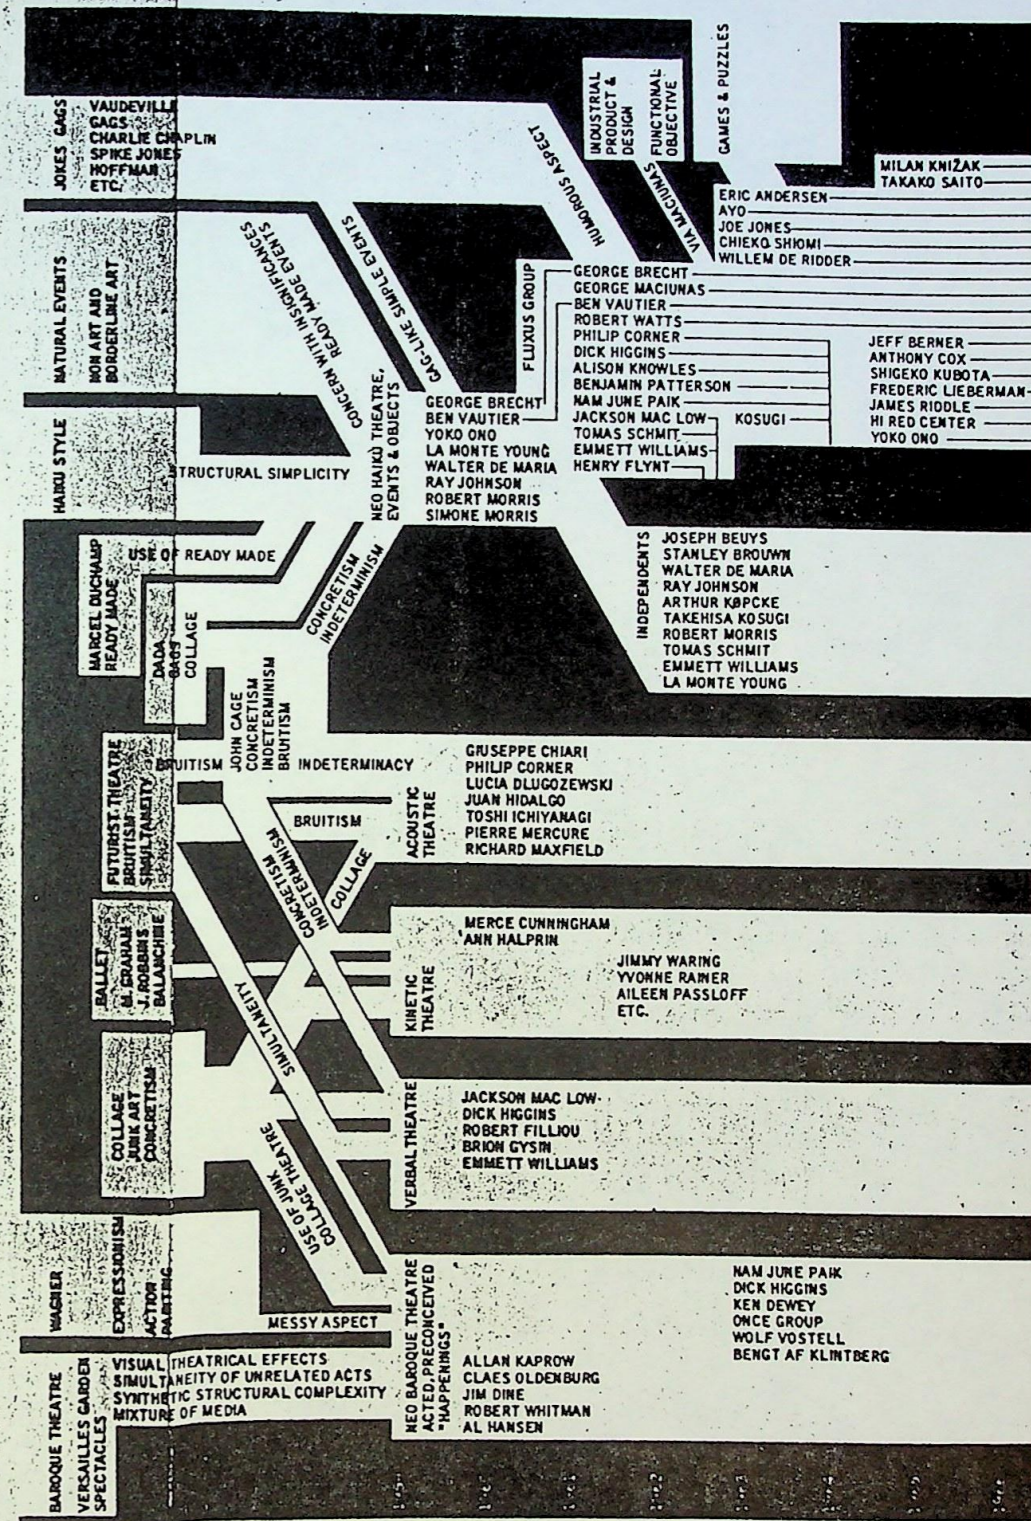 JOKES GAGS
VAUDEVILLE
GAGS
CHARLIE CHAPLIN
SPIKE JONES
HOFFMAN
ETC.
NATURAL EVENTS
NON ART AND
BORDERLINE ART
HAIKU STYLE
STRUCTURAL SIMPLICITY
CONCERN WITH INSIGNIFICANCES
READY MADE EVENTS
GAG-LIKE SIMPLE EVENTS
HUMOROUS ASPECT
INDUSTRIAL
PRODUCT &
DESIGN
FUNCTIONAL
OBJECTIVE
VIA MACIUNAS
GAMES & PUZZLES
MILAN KNIŽAK
TAKAKO SAITO
ERIC ANDERSEN
AYO
JOE JONES
CHIEKO SHIOMI
WILLEM DE RIDDER
FLUXUS GROUP
GEORGE BRECHT
GEORGE MACIUNAS
BEN VAUTIER
ROBERT WATTS
PHILIP CORNER
DICK HIGGINS
ALISON KNOWLES
BENJAMIN PATTERSON
NAM JUNE PAIK
JACKSON MAC LOW
TOMAS SCHMIT
EMMETT WILLIAMS
HENRY FLYNT
KOSUGI
JEFF BERNER
ANTHONY COX
SHIGEKO KUBOTA
FREDERIC LIEBERMAN
JAMES RIDDLE
HI RED CENTER
YOKO ONO
NEO HAIKU THEATRE,
EVENTS & OBJECTS
GEORGE BRECHT
BEN VAUTIER
YOKO ONO
LA MONTE YOUNG
WALTER DE MARIA
RAY JOHNSON
ROBERT MORRIS
SIMONE MORRIS
MARCEL DUCHAMP
READY MADE
USE OF READY MADE
DADA
GAGS
COLLAGE
CONCRETISM
INDETERMINISM
INDEPENDENTS
JOSEPH BEUYS
STANLEY BROUWN
WALTER DE MARIA
RAY JOHNSON
ARTHUR KØPCKE
TAKEHISA KOSUGI
ROBERT MORRIS
TOMAS SCHMIT
EMMETT WILLIAMS
LA MONTE YOUNG
FUTURIST THEATRE
BRUITISM
SIMULTANEITY
BRUITISM
JOHN CAGE
CONCRETISM
INDETERMINISM
BRUITISM
INDETERMINACY
BRUITISM
CONCRETISM
INDETERMINISM
COLLAGE
ACOUSTIC
THEATRE
GIUSEPPE CHIARI
PHILIP CORNER
LUCIA DLUGOZEWSKI
JUAN HIDALGO
TOSHI ICHIYANAGI
PIERRE MERCURE
RICHARD MAXFIELD
BALLET
M. GRAHAM
J. ROBBINS
BALANCHINE
SIMULTANEITY
KINETIC
THEATRE
MERCE CUNNINGHAM
ANN HALPRIN
JIMMY WARING
YVONNE RAINER
AILEEN PASSLOFF
ETC.
COLLAGE
JUNK ART
CONCRETISM
USE OF JUNK
COLLAGE THEATRE
VERBAL THEATRE
JACKSON MAC LOW
DICK HIGGINS
ROBERT FILLIOU
BRION GYSIN
EMMETT WILLIAMS
WAGNER
EXPRESSIONISM
ACTION
PAINTING
MESSY ASPECT
BAROQUE THEATRE
VERSAILLES GARDEN
SPECTACLES
VISUAL THEATRICAL EFFECTS
SIMULTANEITY OF UNRELATED ACTS
SYNTHETIC STRUCTURAL COMPLEXITY
MIXTURE OF MEDIA
NEO BAROQUE THEATRE
ACTED, PRECONCEIVED
"HAPPENINGS"
ALLAN KAPROW
CLAES OLDENBURG
JIM DINE
ROBERT WHITMAN
AL HANSEN
NAM JUNE PAIK
DICK HIGGINS
KEN DEWEY
ONCE GROUP
WOLF VOSTELL
BENGT AF KLINTBERG